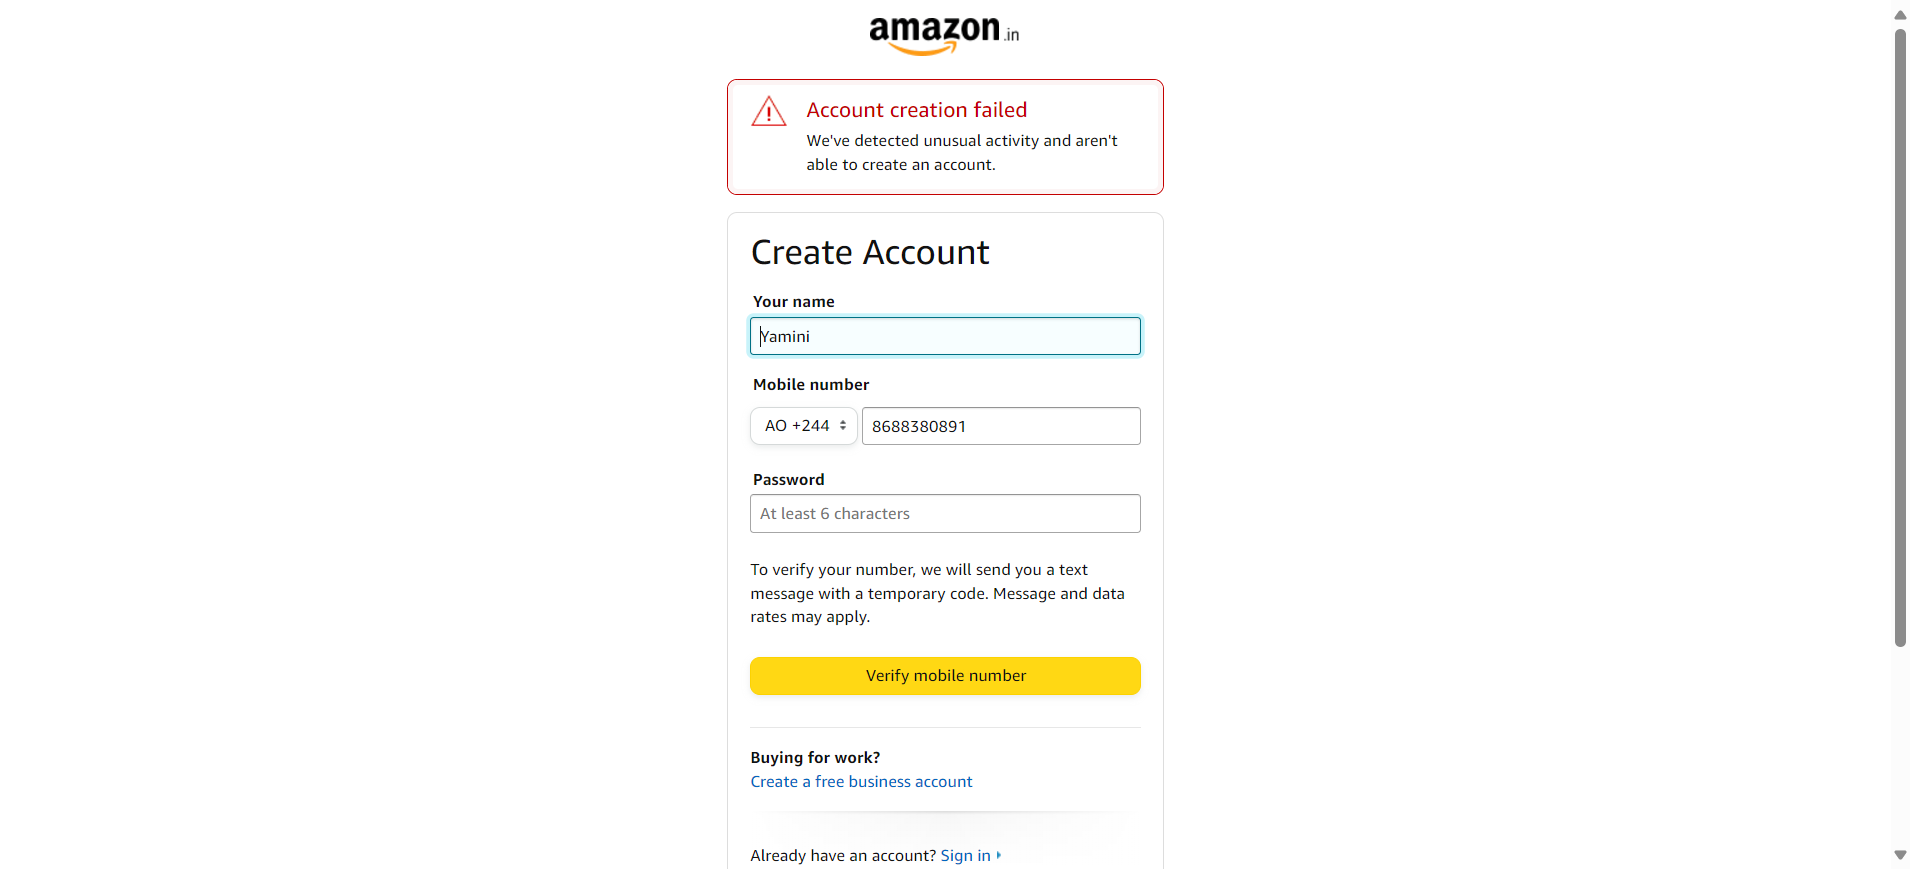 amazon.in
Account creation failed
We've detected unusual activity and aren't
able to create an account.
Create Account
Your name
Yamini
Mobile number
AO +244
8688380891
Password
At least 6 characters
To verify your number, we will send you a text
message with a temporary code. Message and data
rates may apply.
Verify mobile number
Buying for work?
Create a free business account
Already have an account? Sign in